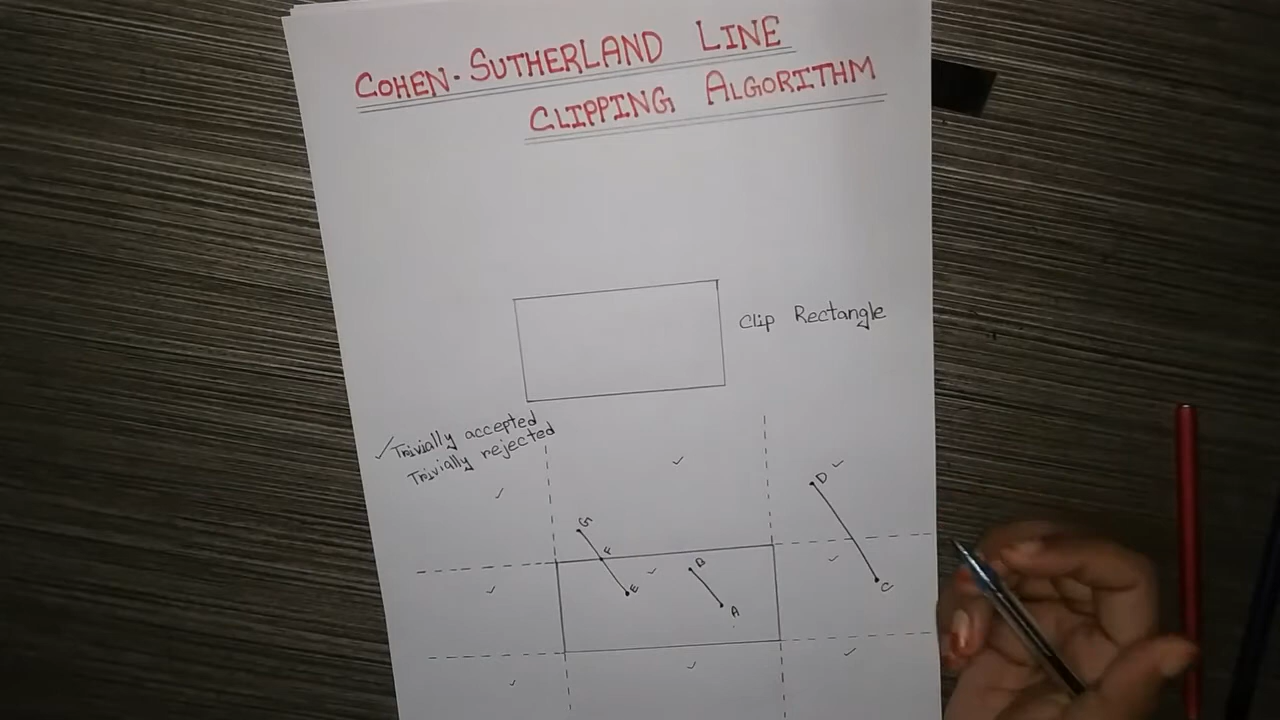 COHEN-SUTHERLAND LINE
CLIPPING ALGORITHM
Clip Rectangle
Trivially accepted
Trivially rejected
D
G
F
B
E
C
A